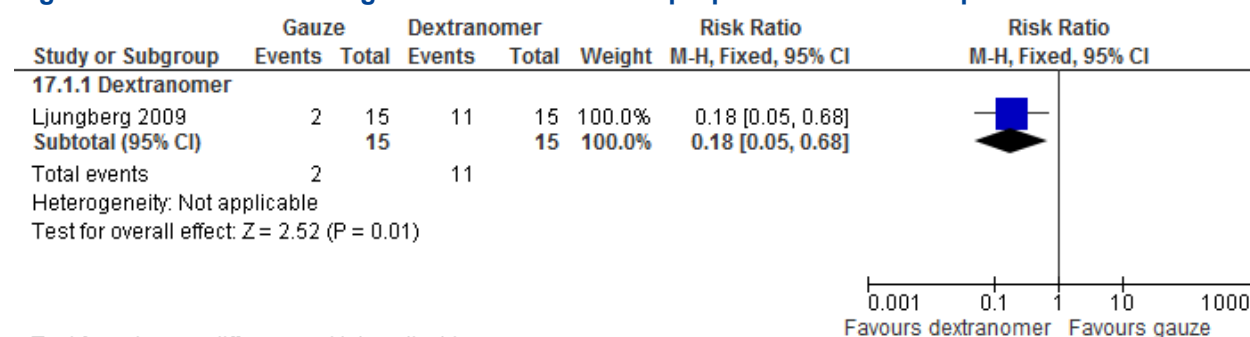 Gauze Dextranomer Risk Ratio Risk Ratio
Study or Subgroup Events Total Events Total Weight M-H, Fixed, 95% CI M-H, Fixed, 95% CI
17.1.1 Dextranomer
Ljungberg 2009 2 15 11 15 100.0% 0.18 [0.05, 0.68]
Subtotal (95% CI) 15 15 100.0% 0.18 [0.05, 0.68]
Total events 2 11
Heterogeneity: Not applicable
Test for overall effect: Z = 2.52 (P = 0.01)
0.001 0.1 1 10 1000
Favours dextranomer Favours gauze